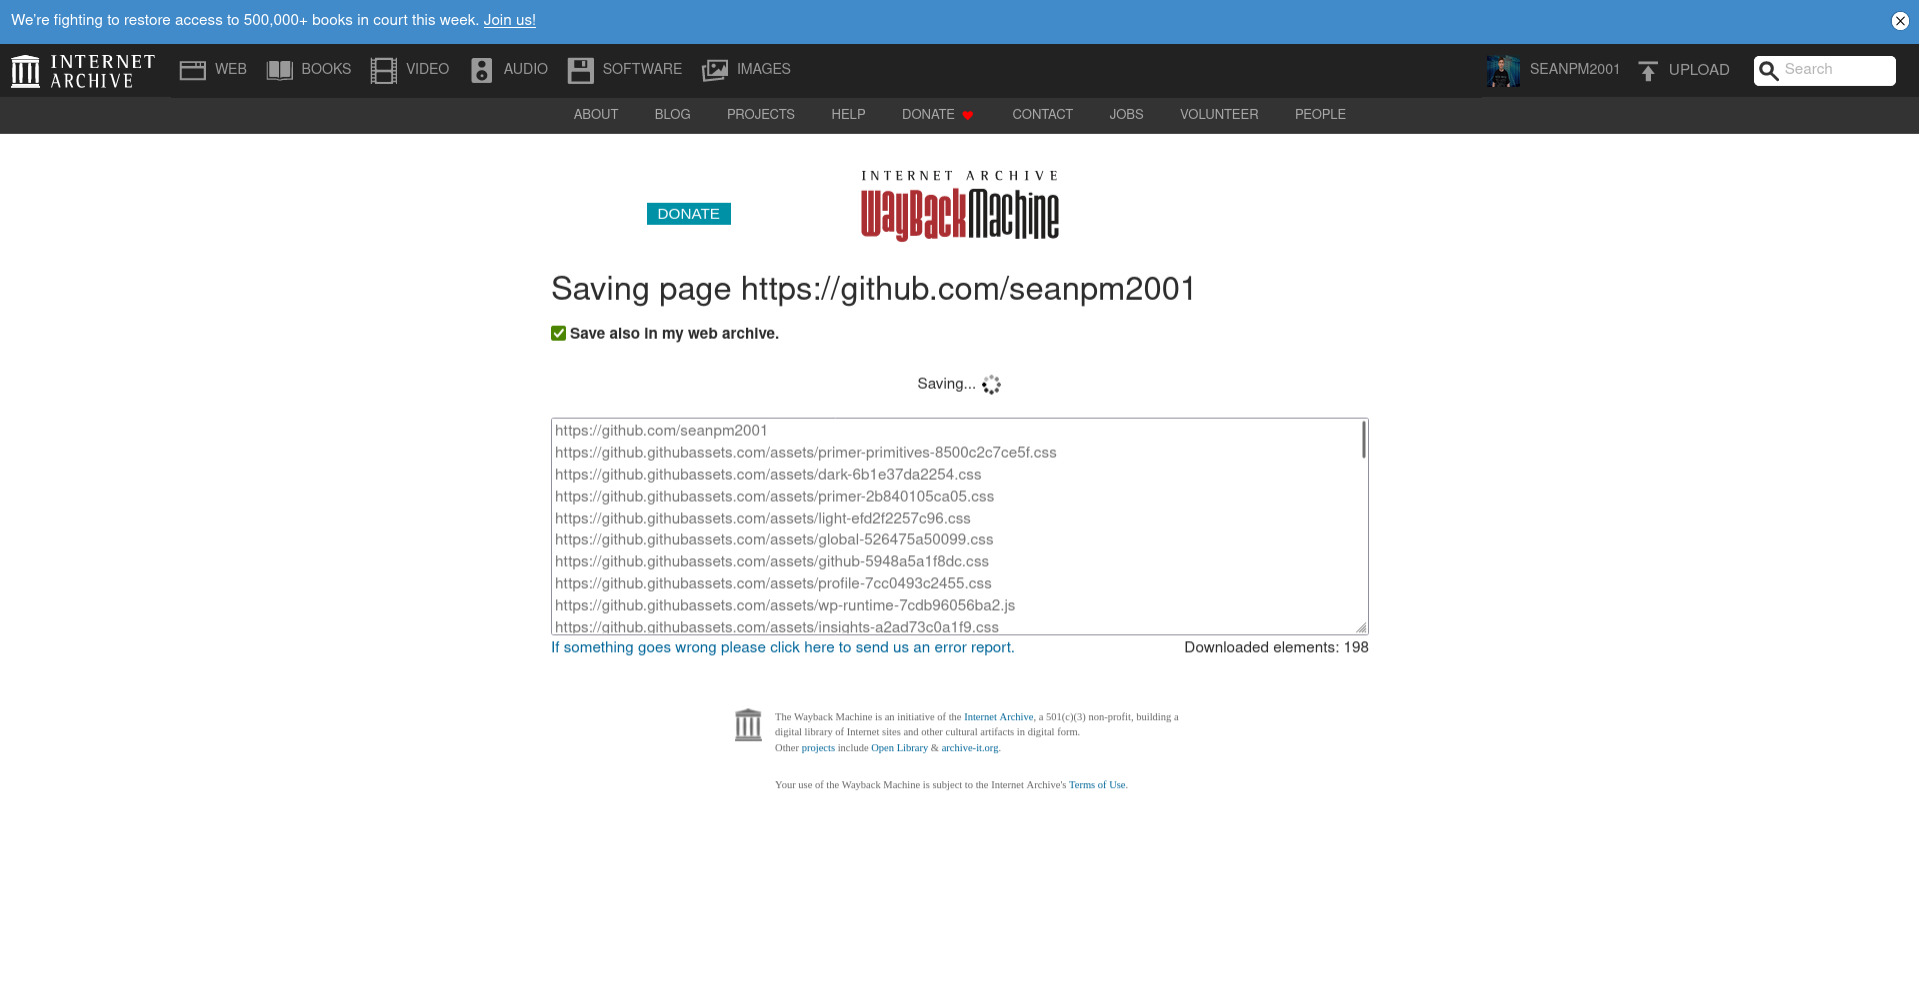 We're fighting to restore access to 500,000+ books in court this week. Join us!
INTERNET ARCHIVE
WEB BOOKS VIDEO AUDIO SOFTWARE IMAGES SEANPM2001 UPLOAD Search
ABOUT BLOG PROJECTS HELP DONATE CONTACT JOBS VOLUNTEER PEOPLE
INTERNET ARCHIVE
WayBackMachine
DONATE
Saving page https://github.com/seanpm2001
Save also in my web archive.
Saving...
https://github.com/seanpm2001
https://github.githubassets.com/assets/primer-primitives-8500c2c7ce5f.css
https://github.githubassets.com/assets/dark-6b1e37da2254.css
https://github.githubassets.com/assets/primer-2b840105ca05.css
https://github.githubassets.com/assets/light-efd2f2257c96.css
https://github.githubassets.com/assets/global-526475a50099.css
https://github.githubassets.com/assets/github-5948a5a1f8dc.css
https://github.githubassets.com/assets/profile-7cc0493c2455.css
https://github.githubassets.com/assets/wp-runtime-7cdb96056ba2.js
https://github.githubassets.com/assets/insights-a2ad73c0a1f9.css
If something goes wrong please click here to send us an error report. Downloaded elements: 198
The Wayback Machine is an initiative of the Internet Archive, a 501(c)(3) non-profit, building a
digital library of Internet sites and other cultural artifacts in digital form.
Other projects include Open Library & archive-it.org.
Your use of the Wayback Machine is subject to the Internet Archive's Terms of Use.